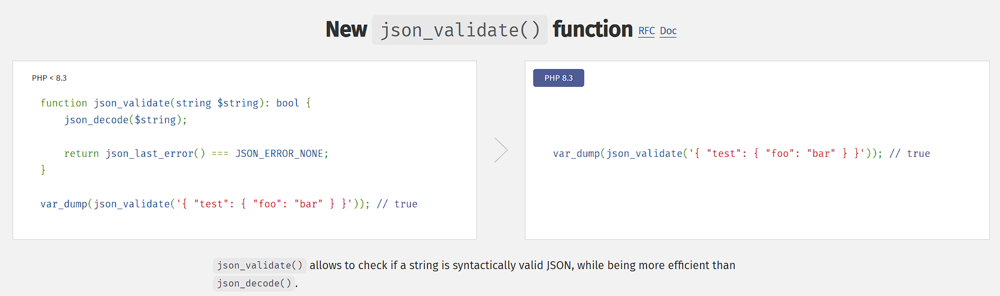 New json_validate() function RFC Doc
PHP < 8.3
function json_validate(string $string): bool {
    json_decode($string);
    return json_last_error() === JSON_ERROR_NONE;
}
var_dump(json_validate('{ "test": { "foo": "bar" } }')); // true
PHP 8.3
var_dump(json_validate('{ "test": { "foo": "bar" } }')); // true
json_validate() allows to check if a string is syntactically valid JSON, while being more efficient than
json_decode().